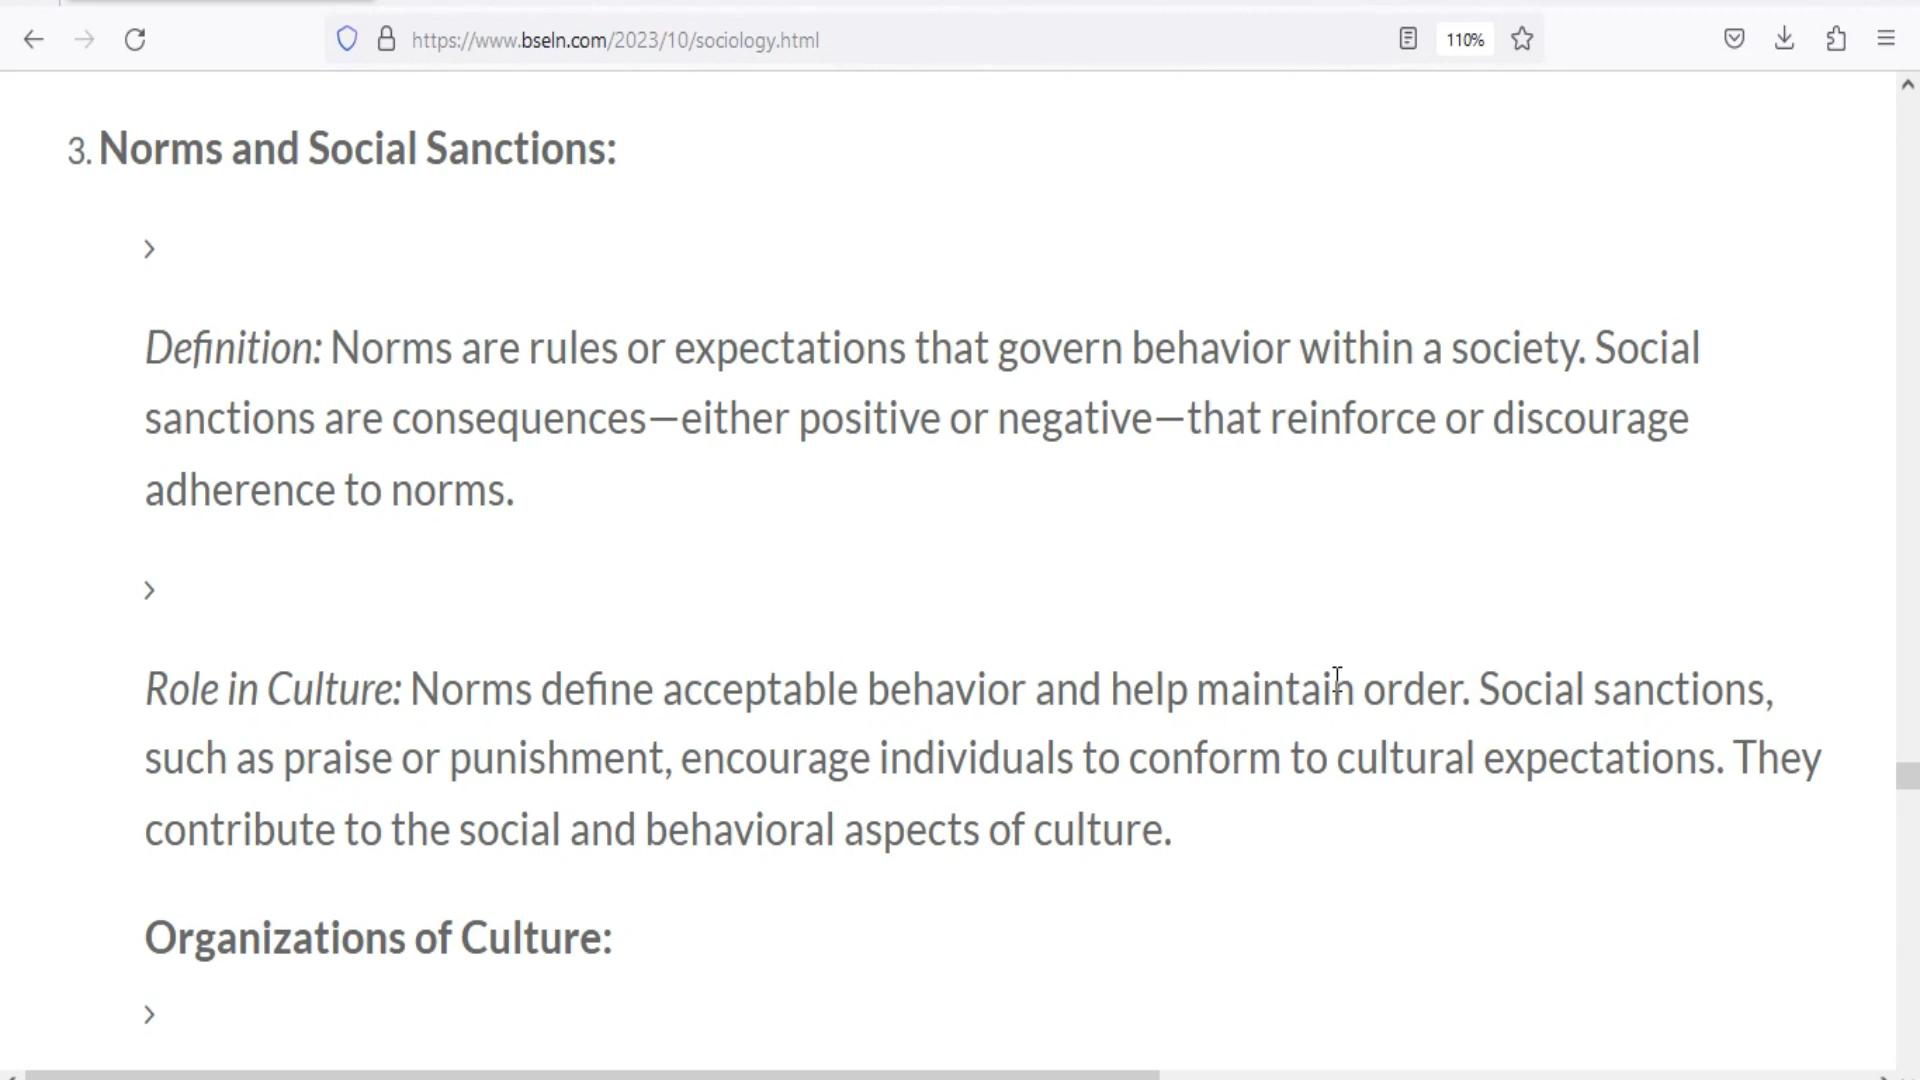 https://www.bseln.com/2023/10/sociology.html
110%
3. Norms and Social Sanctions:
Definition: Norms are rules or expectations that govern behavior within a society. Social
sanctions are consequences—either positive or negative—that reinforce or discourage
adherence to norms.
Role in Culture: Norms define acceptable behavior and help maintain order. Social sanctions,
such as praise or punishment, encourage individuals to conform to cultural expectations. They
contribute to the social and behavioral aspects of culture.
Organizations of Culture: